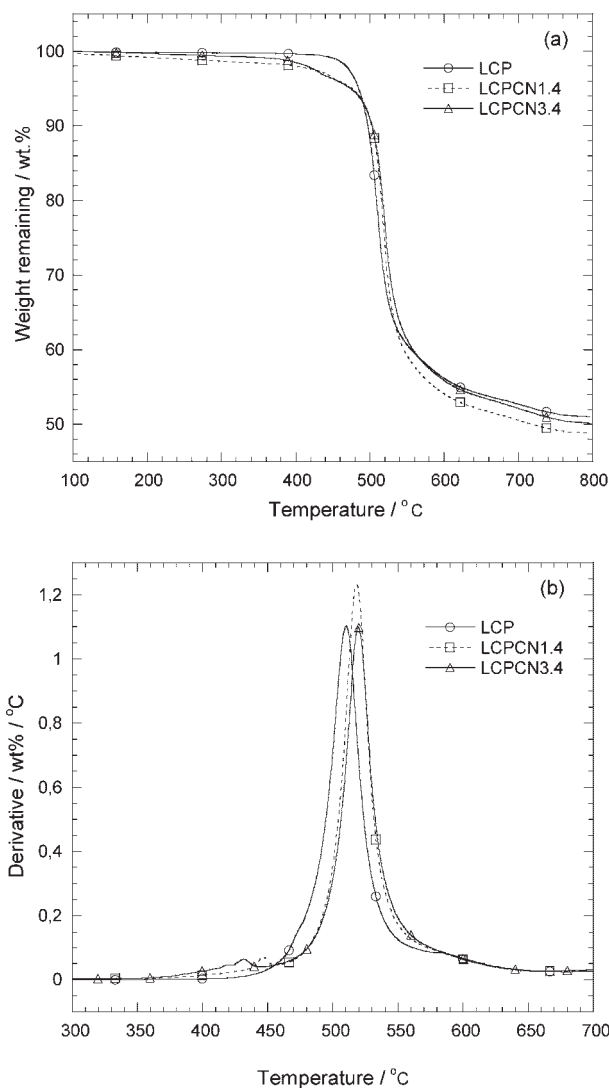 (a)
LCP
LCPCN1.4
LCPCN3.4
100
90
80
70
60
50
Weight remaining / wt.%
100 200 300 400 500 600 700 800
Temperature / °C
(b)
LCP
LCPCN1.4
LCPCN3.4
1,2
1
0,8
0,6
0,4
0,2
0
Derivative / wt% / °C
300 350 400 450 500 550 600 650 700
Temperature / °C